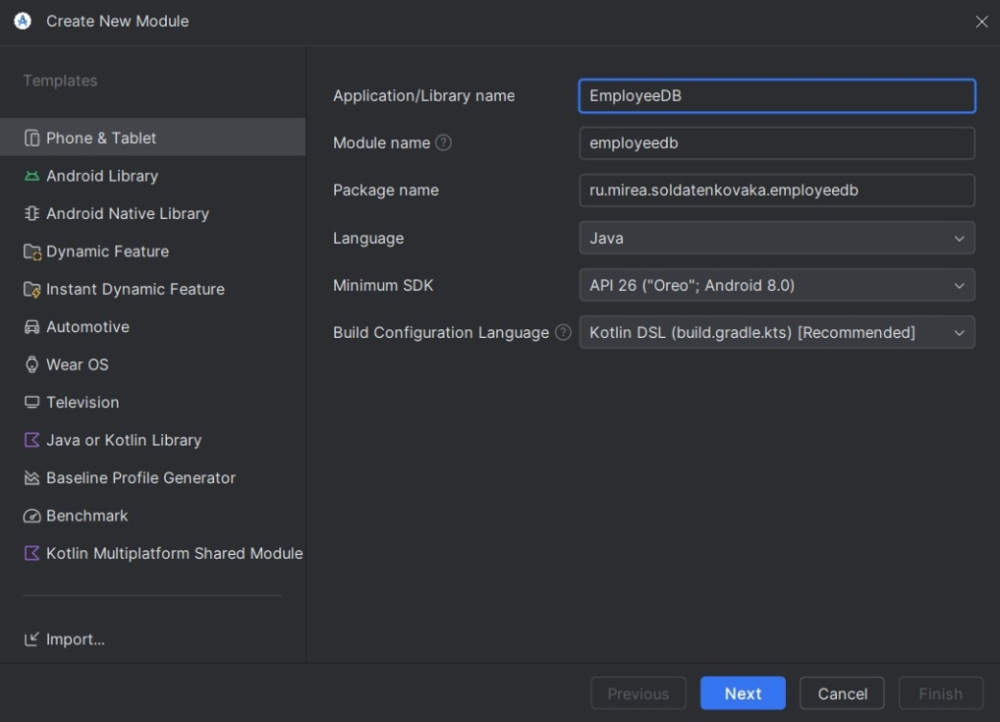 Create New Module
Templates
Phone & Tablet
Android Library
Android Native Library
Dynamic Feature
Instant Dynamic Feature
Automotive
Wear OS
Television
Java or Kotlin Library
Baseline Profile Generator
Benchmark
Kotlin Multiplatform Shared Module
Import...
Application/Library name EmployeeDB
Module name ? employeedb
Package name ru.mirea.soldatenkovaka.employeedb
Language Java
Minimum SDK API 26 ("Oreo"; Android 8.0)
Build Configuration Language ? Kotlin DSL (build.gradle.kts) [Recommended]
Previous Next Cancel Finish